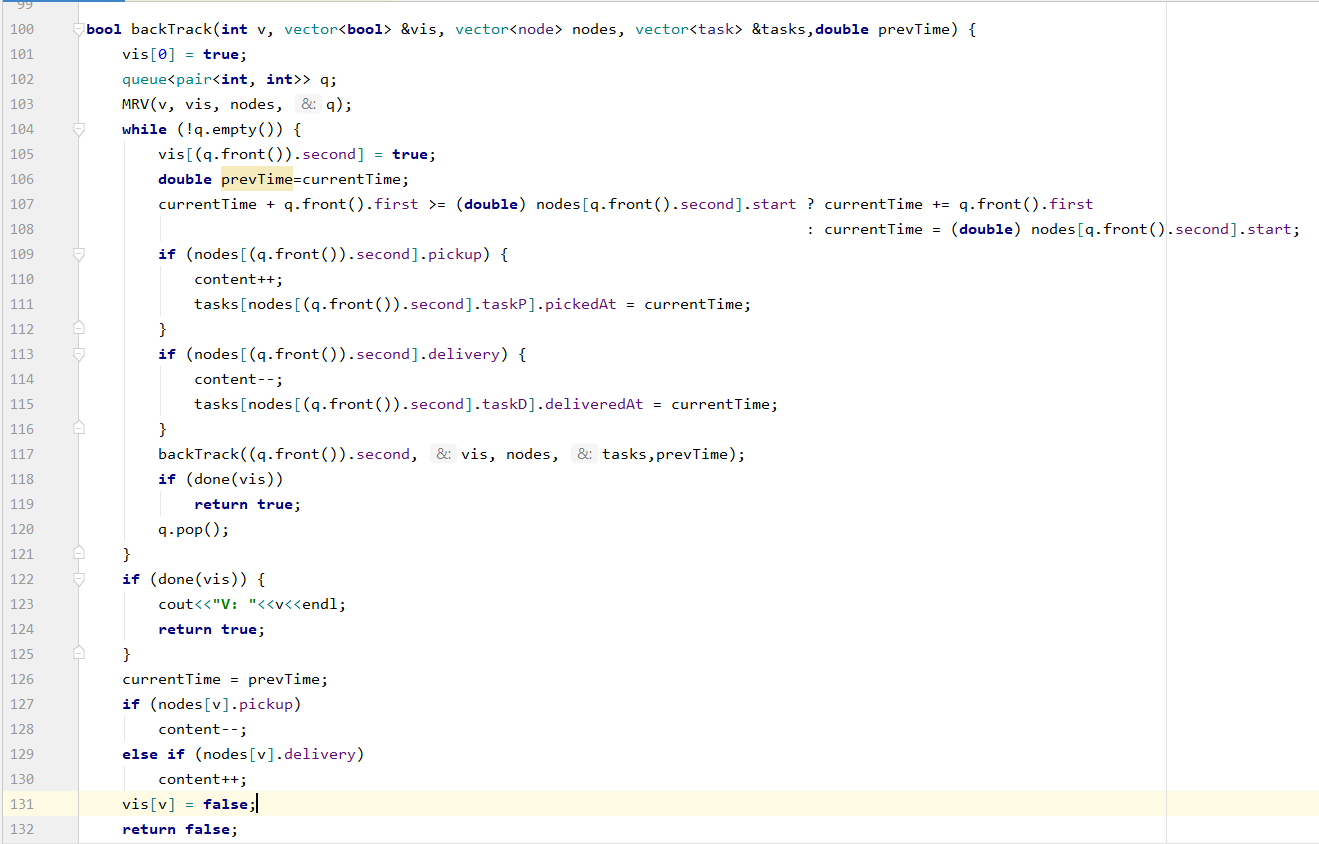 99
100 bool backTrack(int v, vector<bool> &vis, vector<node> nodes, vector<task> &tasks,double prevTime) {
101     vis[0] = true;
102     queue<pair<int, int>> q;
103     MRV(v, vis, nodes, &: q);
104     while (!q.empty()) {
105         vis[(q.front()).second] = true;
106         double prevTime=currentTime;
107         currentTime + q.front().first >= (double) nodes[q.front().second].start ? currentTime += q.front().first
108                                                                                 : currentTime = (double) nodes[q.front().second].start;
109         if (nodes[(q.front()).second].pickup) {
110             content++;
111             tasks[nodes[(q.front()).second].taskP].pickedAt = currentTime;
112         }
113         if (nodes[(q.front()).second].delivery) {
114             content--;
115             tasks[nodes[(q.front()).second].taskD].deliveredAt = currentTime;
116         }
117         backTrack((q.front()).second, &: vis, nodes, &: tasks,prevTime);
118         if (done(vis))
119             return true;
120         q.pop();
121     }
122     if (done(vis)) {
123         cout<<"V: "<<v<<endl;
124         return true;
125     }
126     currentTime = prevTime;
127     if (nodes[v].pickup)
128         content--;
129     else if (nodes[v].delivery)
130         content++;
131     vis[v] = false;
132     return false;